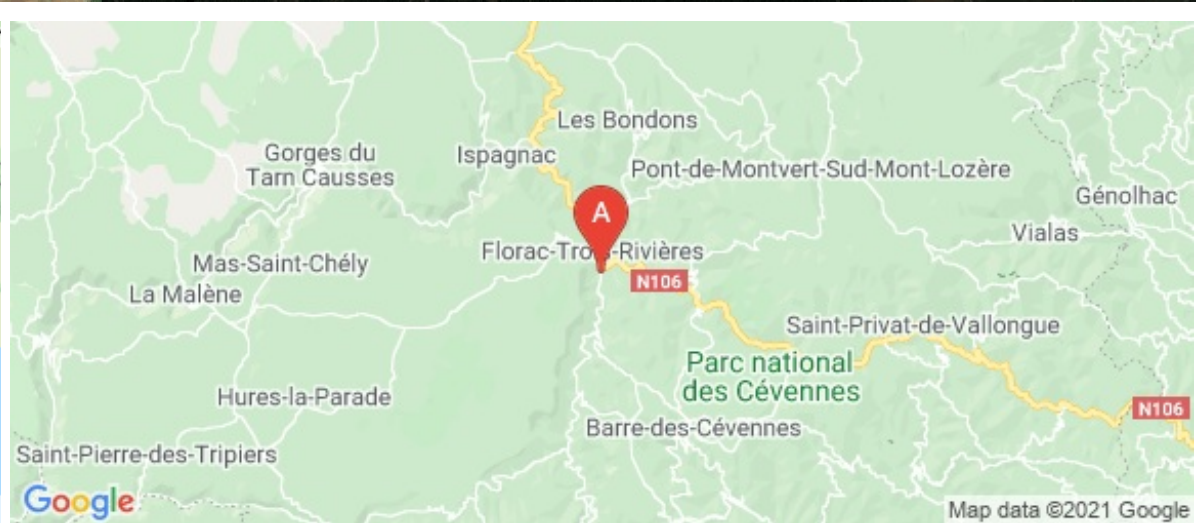 Les Bondons
Gorges du
Tarn Causses
Ispagnac
Pont-de-Montvert-Sud-Mont-Lozère
Génolhac
A
Vialas
Florac-Trois-Rivières
Mas-Saint-Chély
N106
La Malène
Saint-Privat-de-Vallongue
Parc national
des Cévennes
Hures-la-Parade
N106
Barre-des-Cévennes
Saint-Pierre-des-Tripiers
Google
Map data ©2021 Google